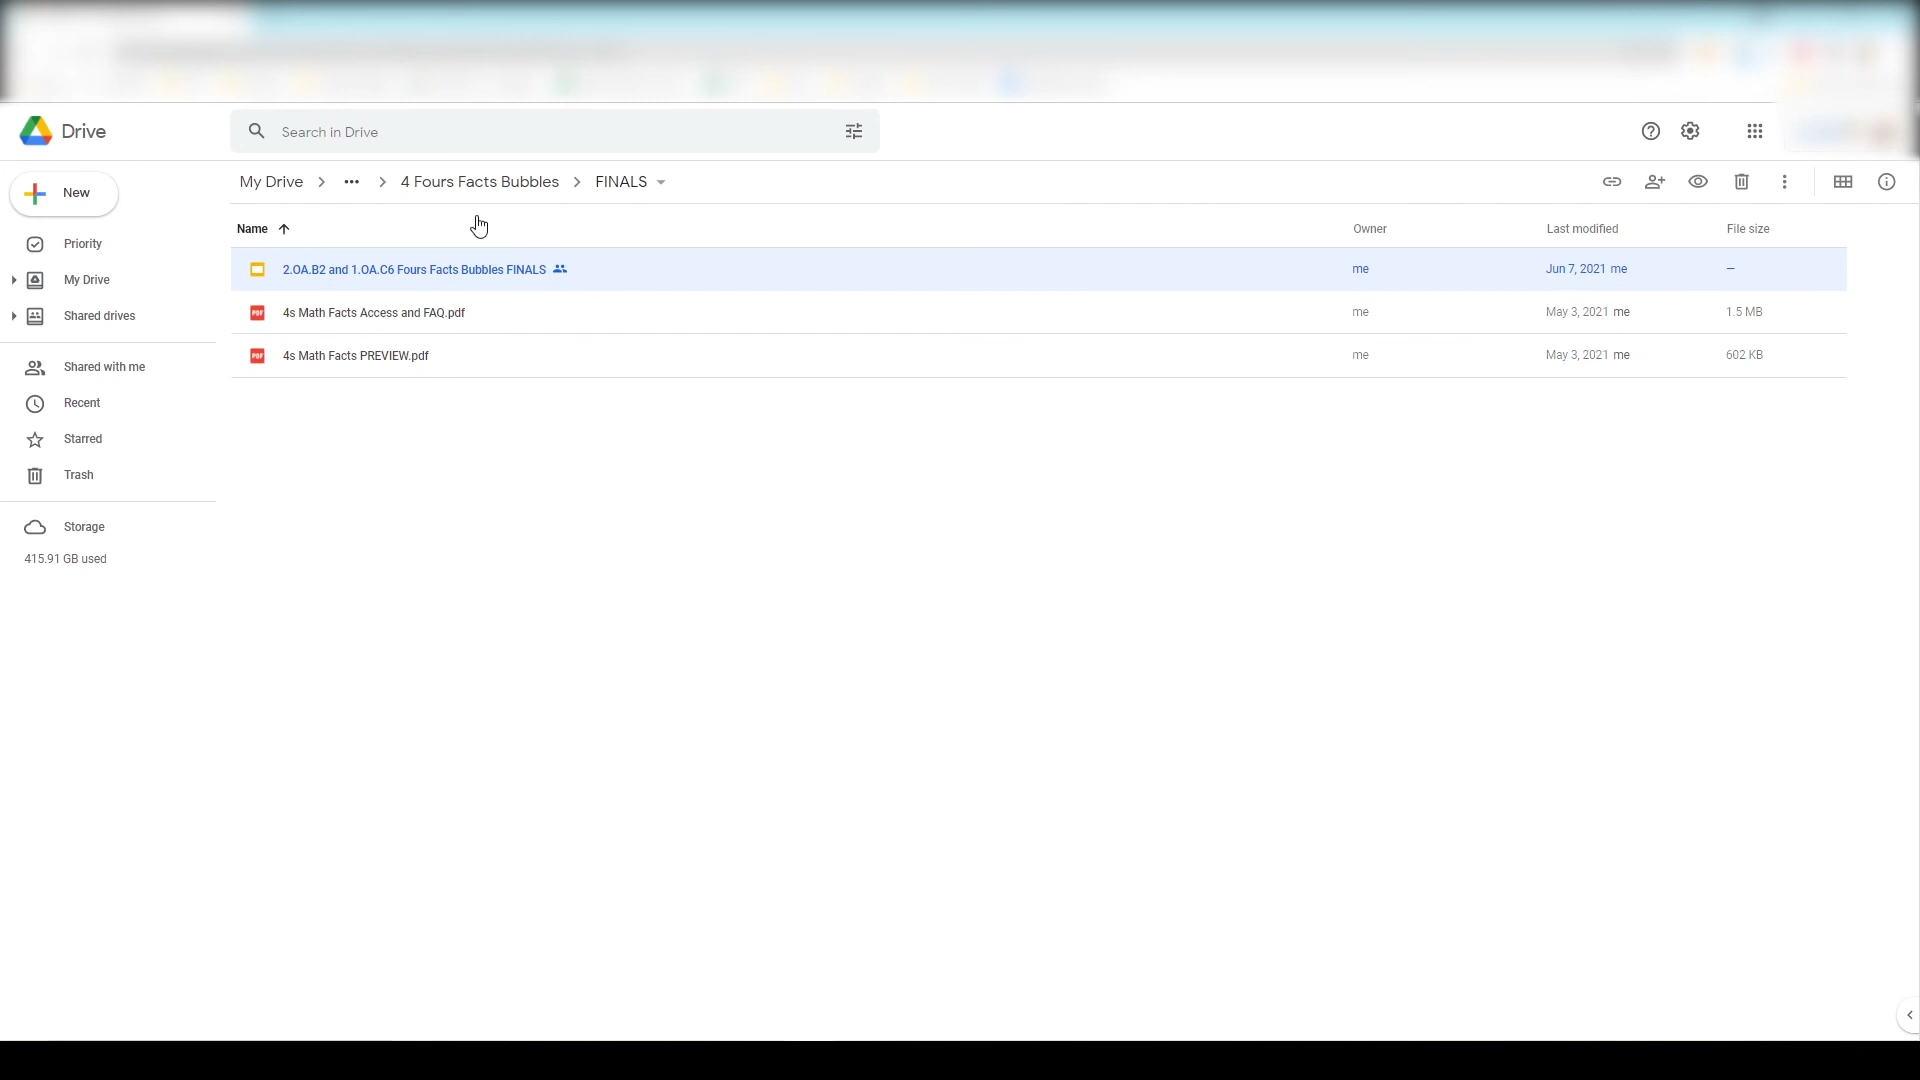 Drive
Search in Drive
New
My Drive ••• 4 Fours Facts Bubbles FINALS
Priority
My Drive
Shared drives
Shared with me
Recent
Starred
Trash
Storage
415.91 GB used
Name Owner Last modified File size
2.OA.B2 and 1.OA.C6 Fours Facts Bubbles FINALS me Jun 7, 2021 me —
PDF 4s Math Facts Access and FAQ.pdf me May 3, 2021 me 1.5 MB
PDF 4s Math Facts PREVIEW.pdf me May 3, 2021 me 602 KB